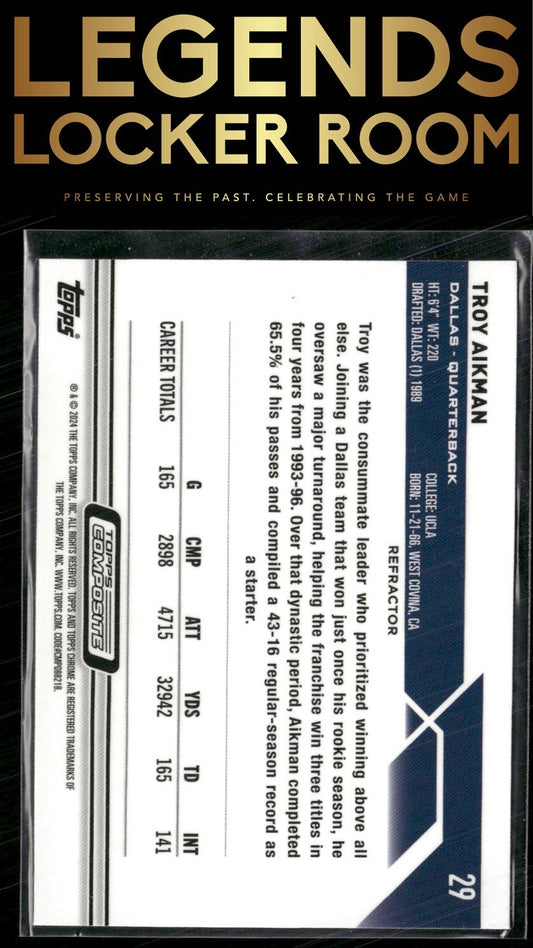 LEGENDS
LOCKER ROOM
PRESERVING THE PAST. CELEBRATING THE GAME
TROY AIKMAN
29
DALLAS - QUARTERBACK
HT: 6'4" WT: 220
COLLEGE: UCLA
DRAFTED: DALLAS (1) 1989
BORN: 11-21-66, WEST COVINA, CA
REFRACTOR
Troy was the consummate leader who prioritized winning above all
else. Joining a Dallas team that won just once his rookie season, he
oversaw a major turnaround, helping the franchise win three titles in
four years from 1993-96. Over that dynastic period, Aikman completed
65.5% of his passes and compiled a 43-16 regular-season record as
a starter.
G CMP ATT YDS TD INT
CAREER TOTALS 165 2898 4715 32942 165 141
TOPPS
COMPOSITE
topps®
® & © 2024 THE TOPPS COMPANY, INC. ALL RIGHTS RESERVED. TOPPS AND TOPPS CHROME ARE REGISTERED TRADEMARKS OF
THE TOPPS COMPANY, INC. WWW.TOPPS.COM. CODE#CMP088218.